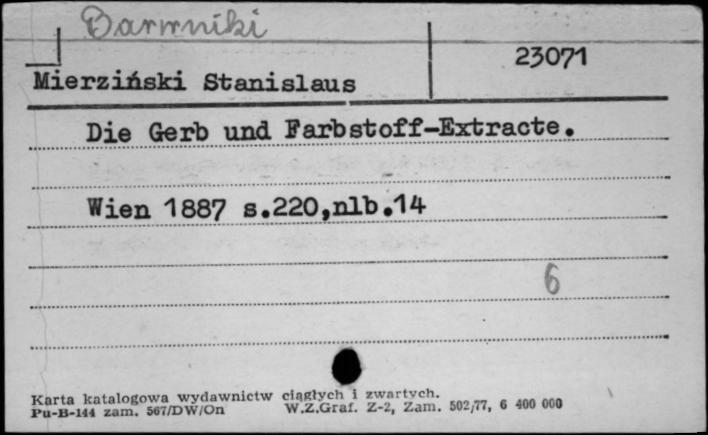 Barwniki
23071
Mierziński Stanislaus
Die Gerb und Farbstoff-Extracte.
Wien 1887 s.220,nlb.14
6
Karta katalogowa wydawnictw ciągłych i zwartych.
Pu-B-144 zam. 567/DW/On W.Z.Graf. Z-2, Zam. 502/77, 6 400 000